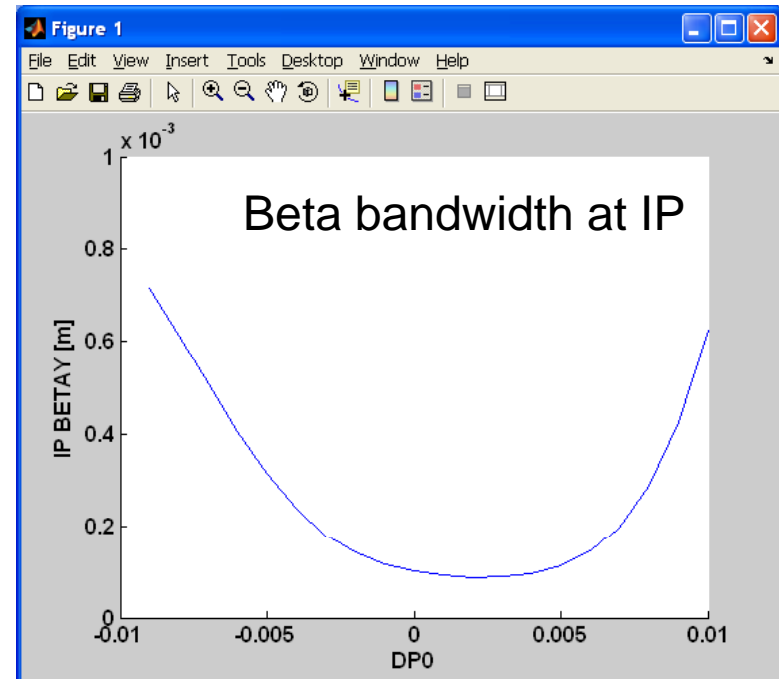 Figure 1
File Edit View Insert Tools Desktop Window Help
x 10^-3
Beta bandwidth at IP
1
0.8
0.6
0.4
0.2
0
IP BETAY [m]
-0.01 -0.005 0 0.005 0.01
DP0